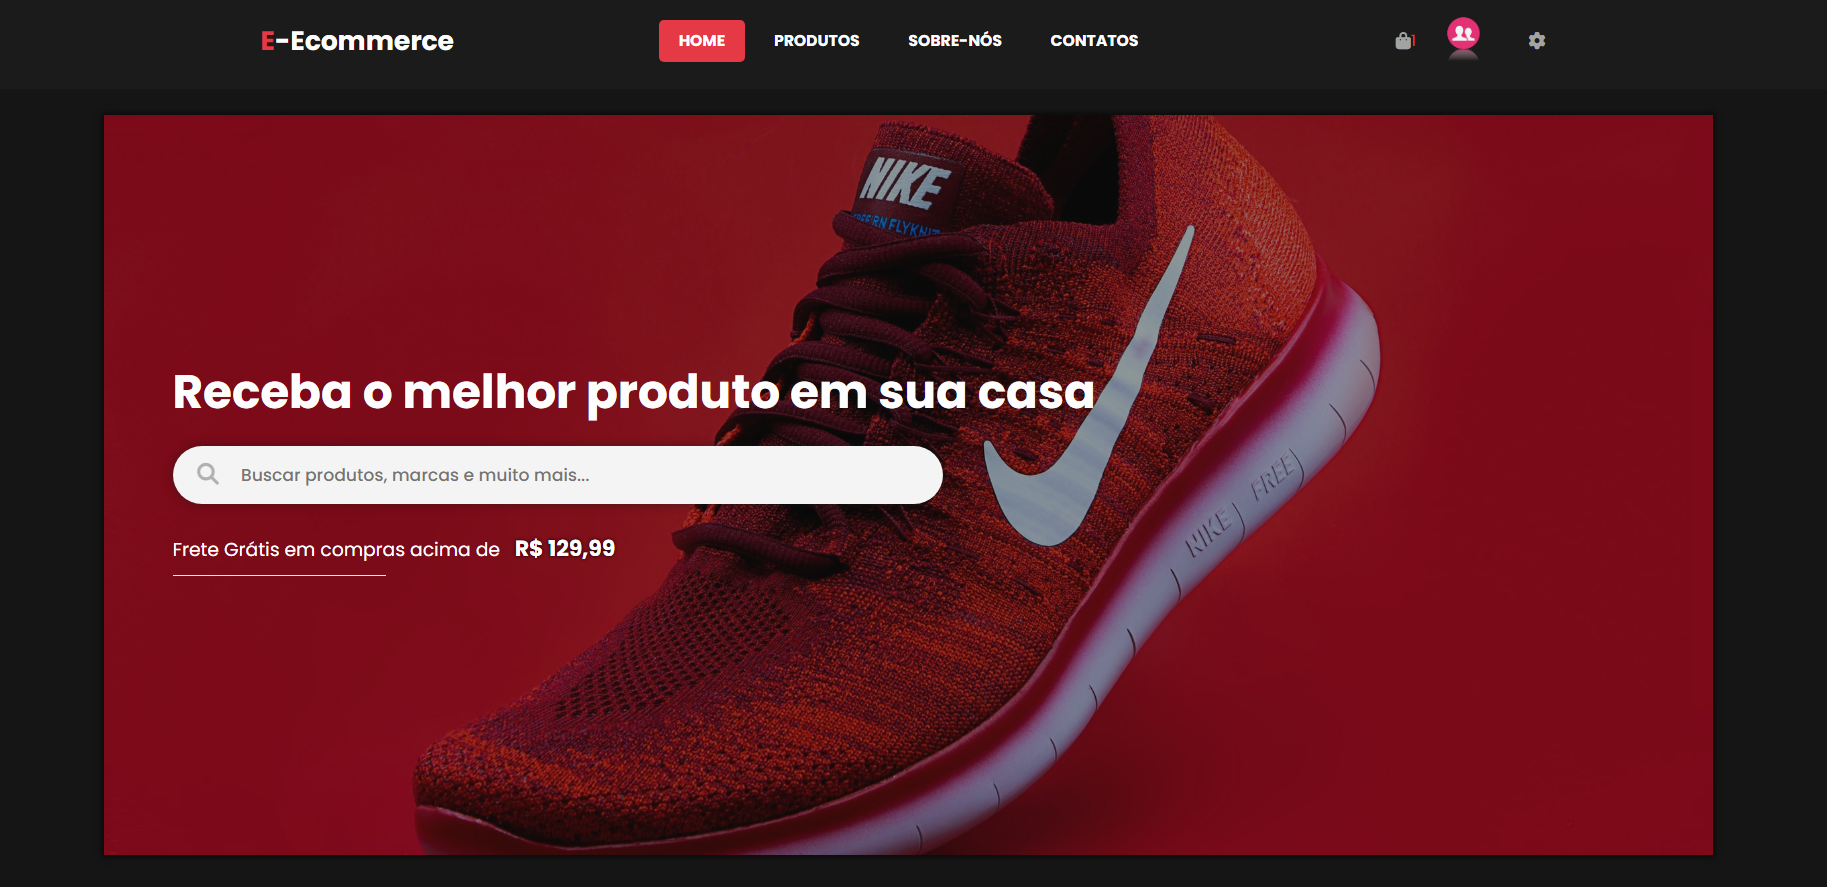 E-Ecommerce
HOME
PRODUTOS
SOBRE-NÓS
CONTATOS
1
NIKE
FREE RN FLYKNIT
Receba o melhor produto em sua casa
Buscar produtos, marcas e muito mais...
Frete Grátis em compras acima de R$ 129,99
NIKE FREE